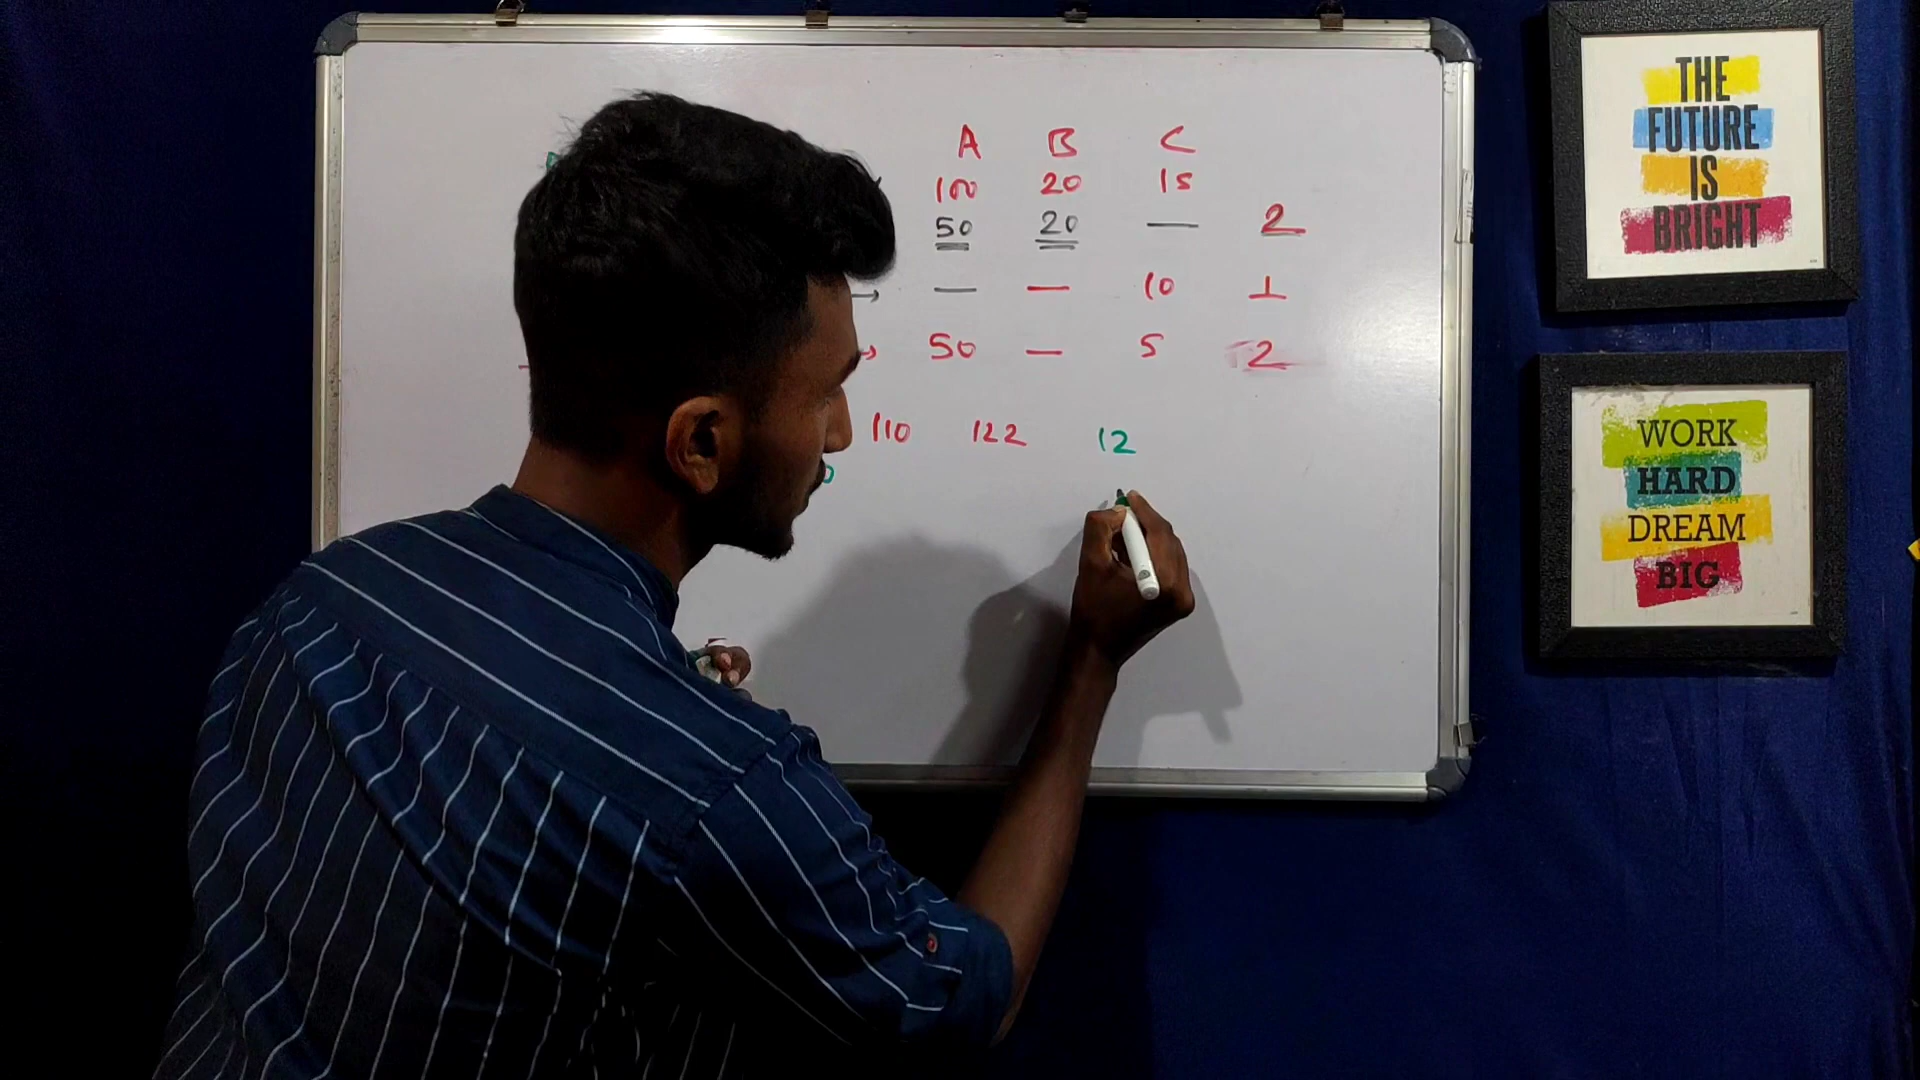 A B C
100 20 15
50 20 — 2
→ — — 10 1
→ 50 — 5 2
110 122 12
THE
FUTURE
IS
BRIGHT
WORK
HARD
DREAM
BIG